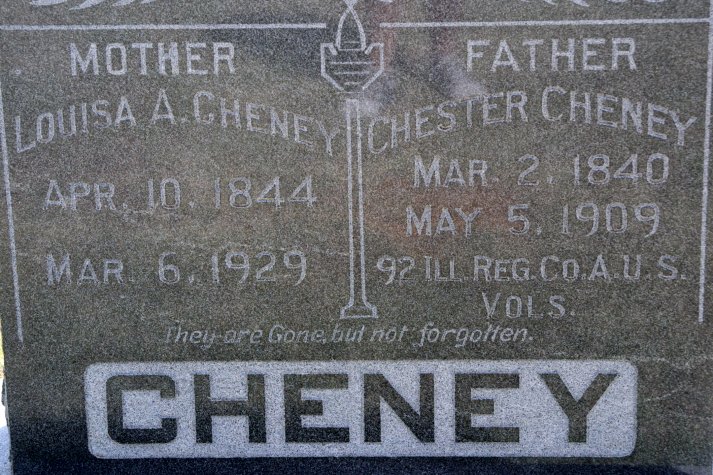 MOTHER
LOUISA A. CHENEY
APR. 10. 1844
MAR. 6. 1929
FATHER
CHESTER CHENEY
MAR. 2. 1840
MAY 5. 1909
92 ILL. REG. CO. A. U. S.
VOLS.
They are Gone, but not forgotten.
CHENEY